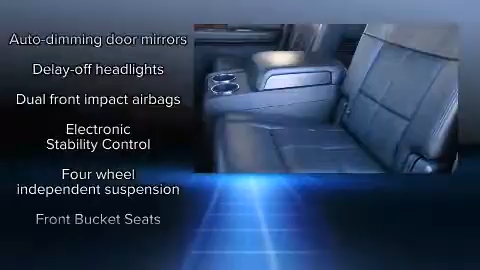 Auto-dimming door mirrors
Delay-off headlights
Dual front impact airbags
Electronic
Stability Control
Four wheel
independent suspension
Front Bucket Seats